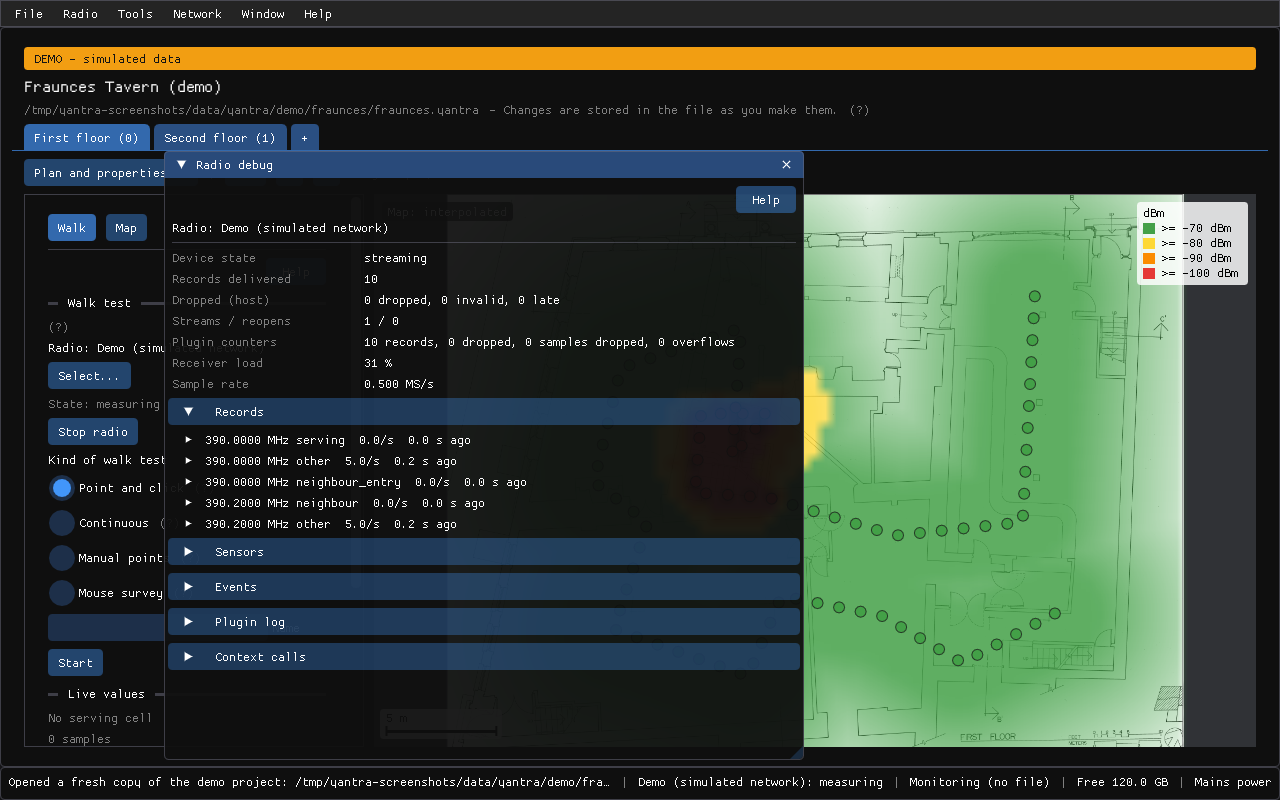 File Radio Tools Network Window Help
DEMO - simulated data
Fraunces Tavern (demo)
/tmp/yantra-screenshots/data/yantra/demo/fraunces/fraunces.yantra - Changes are stored in the file as you make them. (?)
First floor (0) Second floor (1) +
Plan and properties
Radio debug
Help
Walk Map
Map: interpolated
Radio: Demo (simulated network)
Device state streaming
Records delivered 10
Dropped (host) 0 dropped, 0 invalid, 0 late
Streams / reopens 1 / 0
Plugin counters 10 records, 0 dropped, 0 samples dropped, 0 overflows
Receiver load 31 %
Sample rate 0.500 MS/s
Records
390.0000 MHz serving 0.0/s 0.0 s ago
390.0000 MHz other 5.0/s 0.2 s ago
390.0000 MHz neighbour_entry 0.0/s 0.0 s ago
390.2000 MHz neighbour 0.0/s 0.0 s ago
390.2000 MHz other 5.0/s 0.2 s ago
Sensors
Events
Plugin log
Context calls
Walk test
(?)
Radio: Demo (simu
Select...
State: measuring
Stop radio
Kind of walk test
Point and cl
Continuous (
Manual point
Mouse survey
Start
Live values
No serving cell
0 samples
5 m
dBm
>= -70 dBm
>= -80 dBm
>= -90 dBm
>= -100 dBm
FIRST FLOOR
Opened a fresh copy of the demo project: /tmp/yantra-screenshots/data/yantra/demo/fra… | Demo (simulated network): measuring | Monitoring (no file) | Free 120.0 GB | Mains power